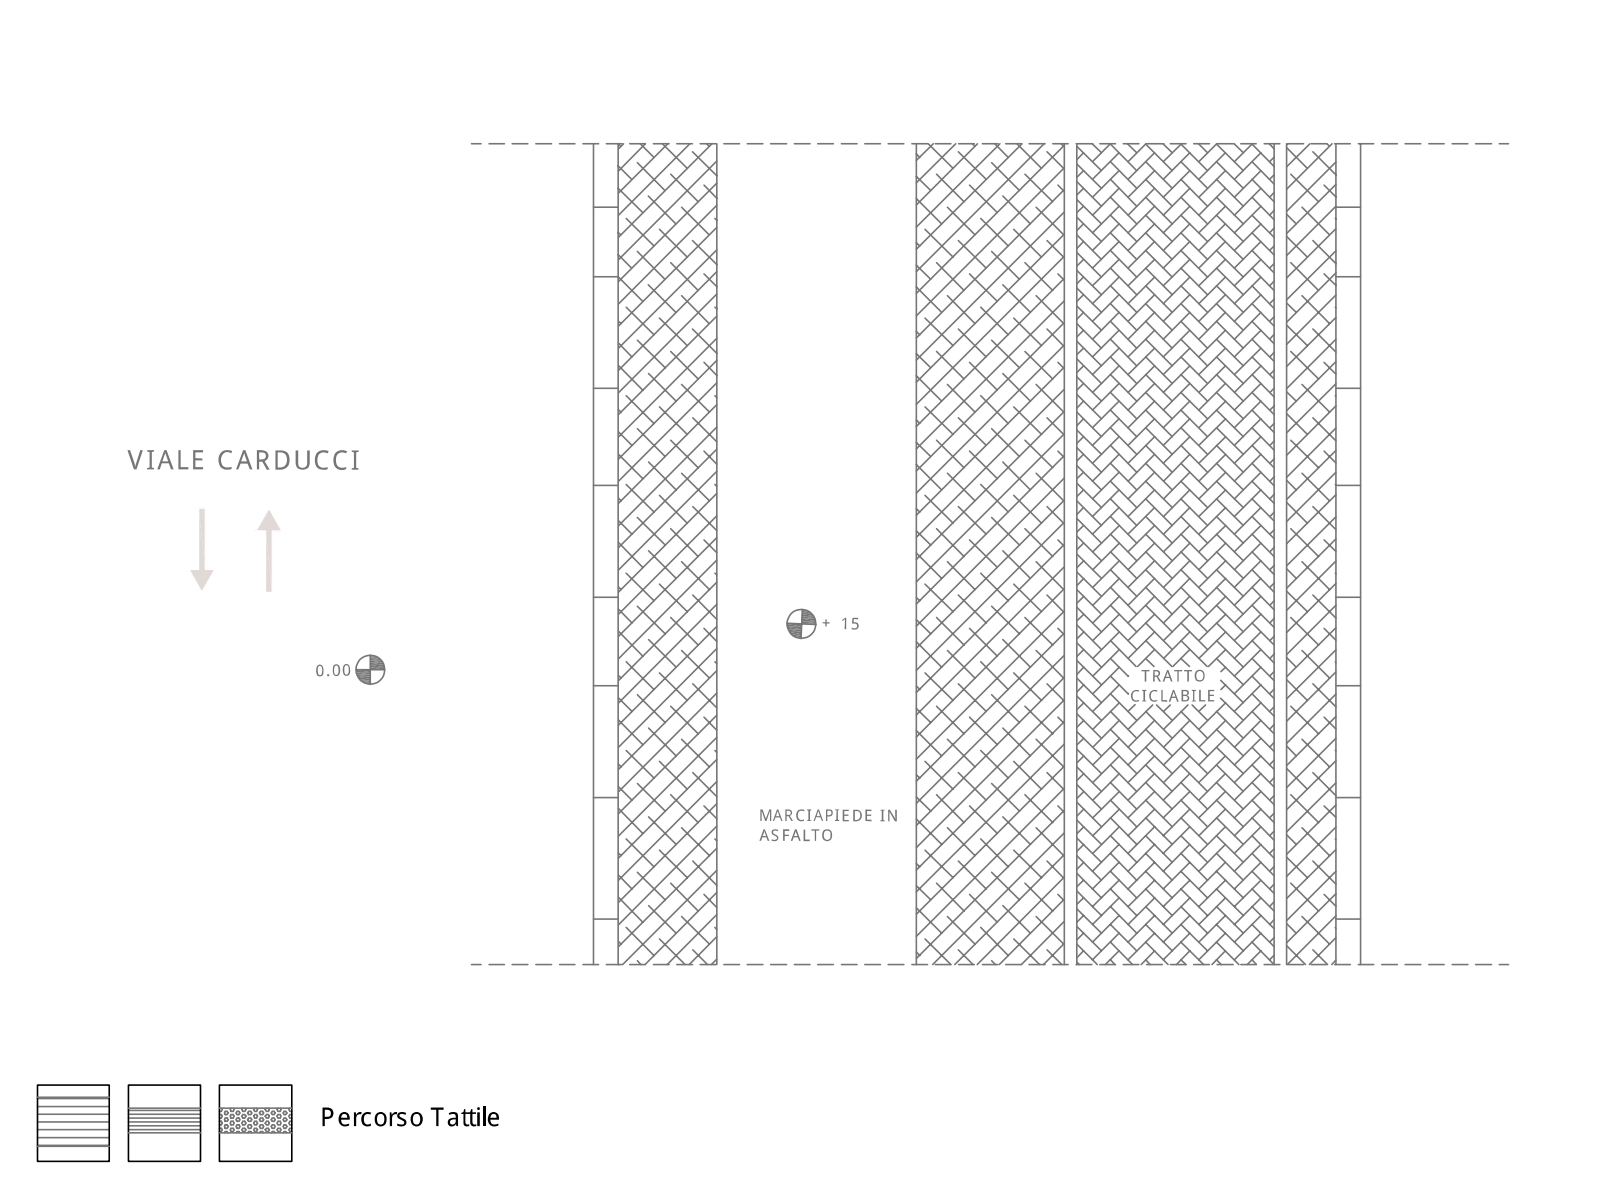 VIALE CARDUCCI
+ 15
0.00
TRATTO
CICLABILE
MARCIAPIEDE IN
ASFALTO
Percorso Tattile